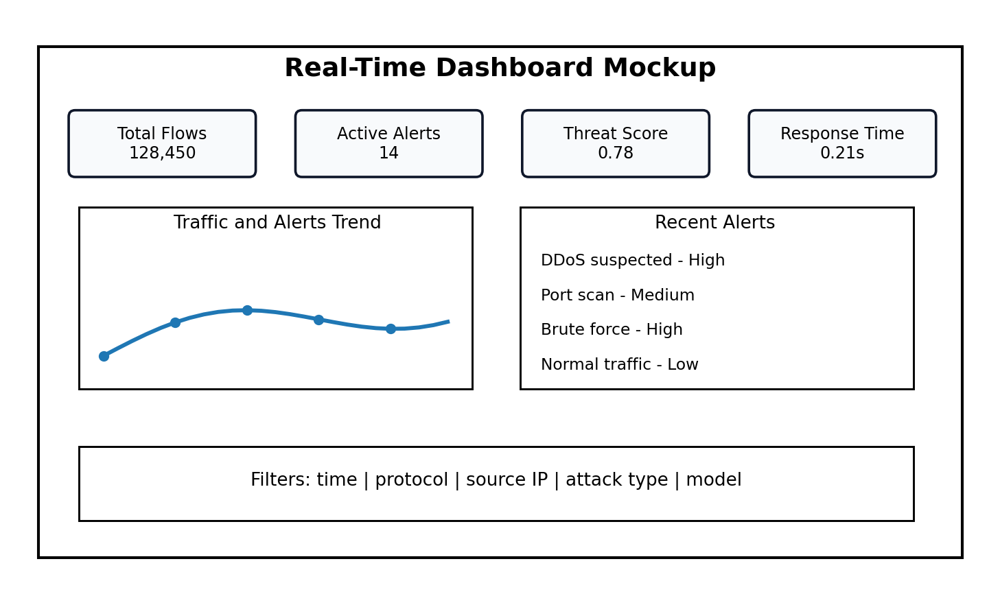 Real-Time Dashboard Mockup
Total Flows
128,450
Active Alerts
14
Threat Score
0.78
Response Time
0.21s
Traffic and Alerts Trend
Recent Alerts
DDoS suspected - High
Port scan - Medium
Brute force - High
Normal traffic - Low
Filters: time | protocol | source IP | attack type | model